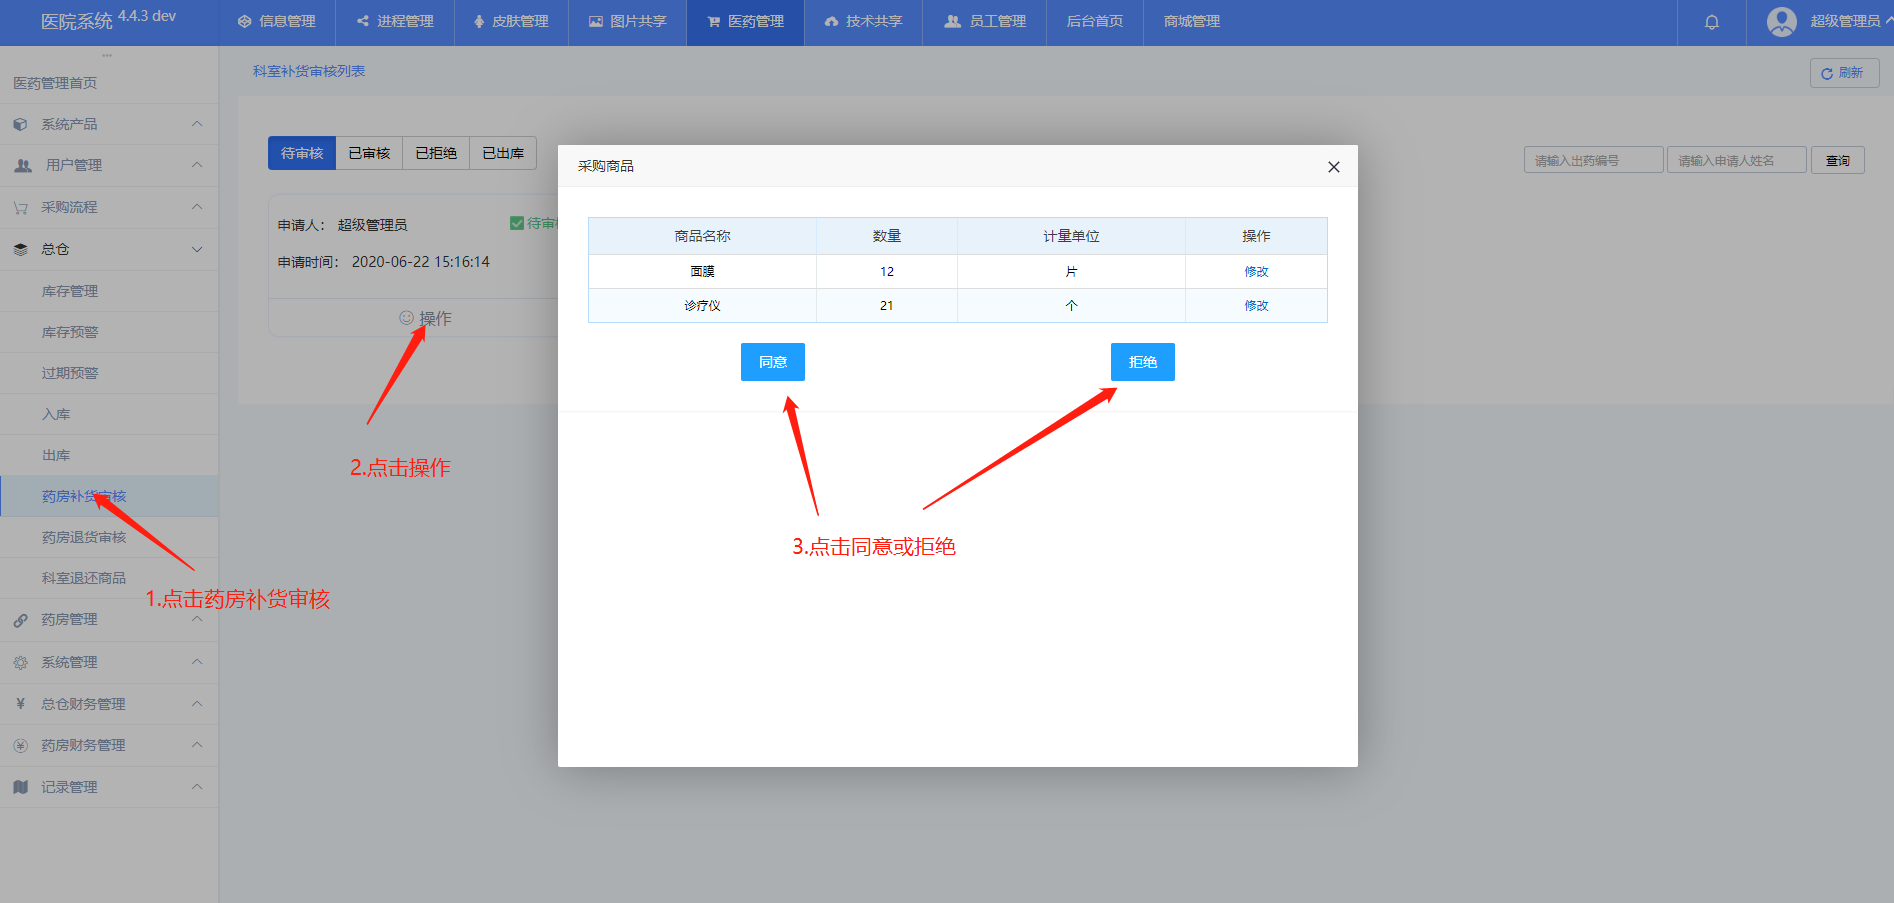 医院系统 4.4.3 dev
信息管理
进程管理
皮肤管理
图片共享
医药管理
技术共享
员工管理
后台首页
商城管理
超级管理员
医药管理首页
系统产品
用户管理
采购流程
总仓
库存管理
库存预警
过期预警
入库
出库
药房补货审核
药房退货审核
科室退还商品
药房管理
系统管理
总仓财务管理
药房财务管理
记录管理
科室补货审核列表
刷新
待审核
已审核
已拒绝
已出库
请输入出药编号
请输入申请人姓名
查询
申请人： 超级管理员
待审核
申请时间： 2020-06-22 15:16:14
操作
采购商品
商品名称 数量 计量单位 操作
面膜 12 片 修改
诊疗仪 21 个 修改
同意
拒绝
1.点击药房补货审核
2.点击操作
3.点击同意或拒绝